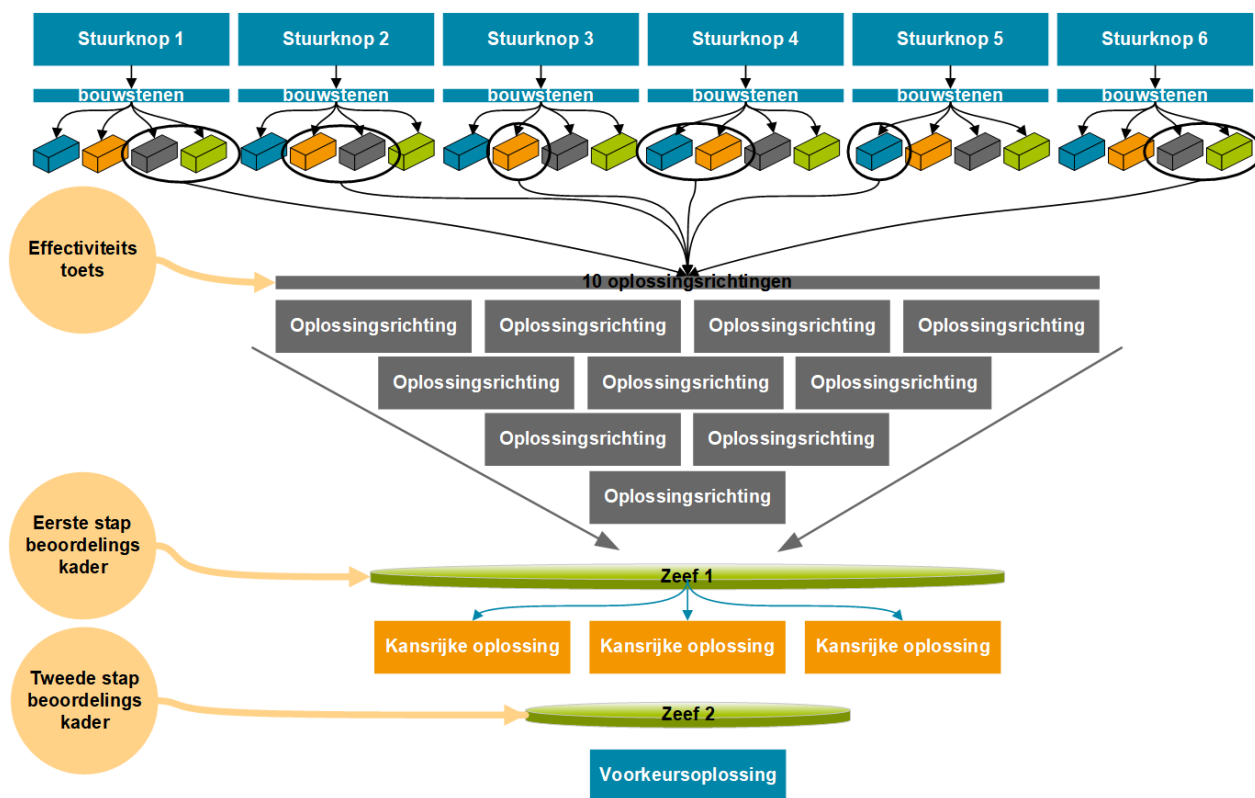 Stuurknop 1
Stuurknop 2
Stuurknop 3
Stuurknop 4
Stuurknop 5
Stuurknop 6
bouwstenen
bouwstenen
bouwstenen
bouwstenen
bouwstenen
bouwstenen
Effectiviteits
toets
10 oplossingsrichtingen
Oplossingsrichting
Oplossingsrichting
Oplossingsrichting
Oplossingsrichting
Oplossingsrichting
Oplossingsrichting
Oplossingsrichting
Oplossingsrichting
Oplossingsrichting
Oplossingsrichting
Eerste stap
beoordelings
kader
Zeef 1
Kansrijke oplossing
Kansrijke oplossing
Kansrijke oplossing
Tweede stap
beoordelings
kader
Zeef 2
Voorkeursoplossing